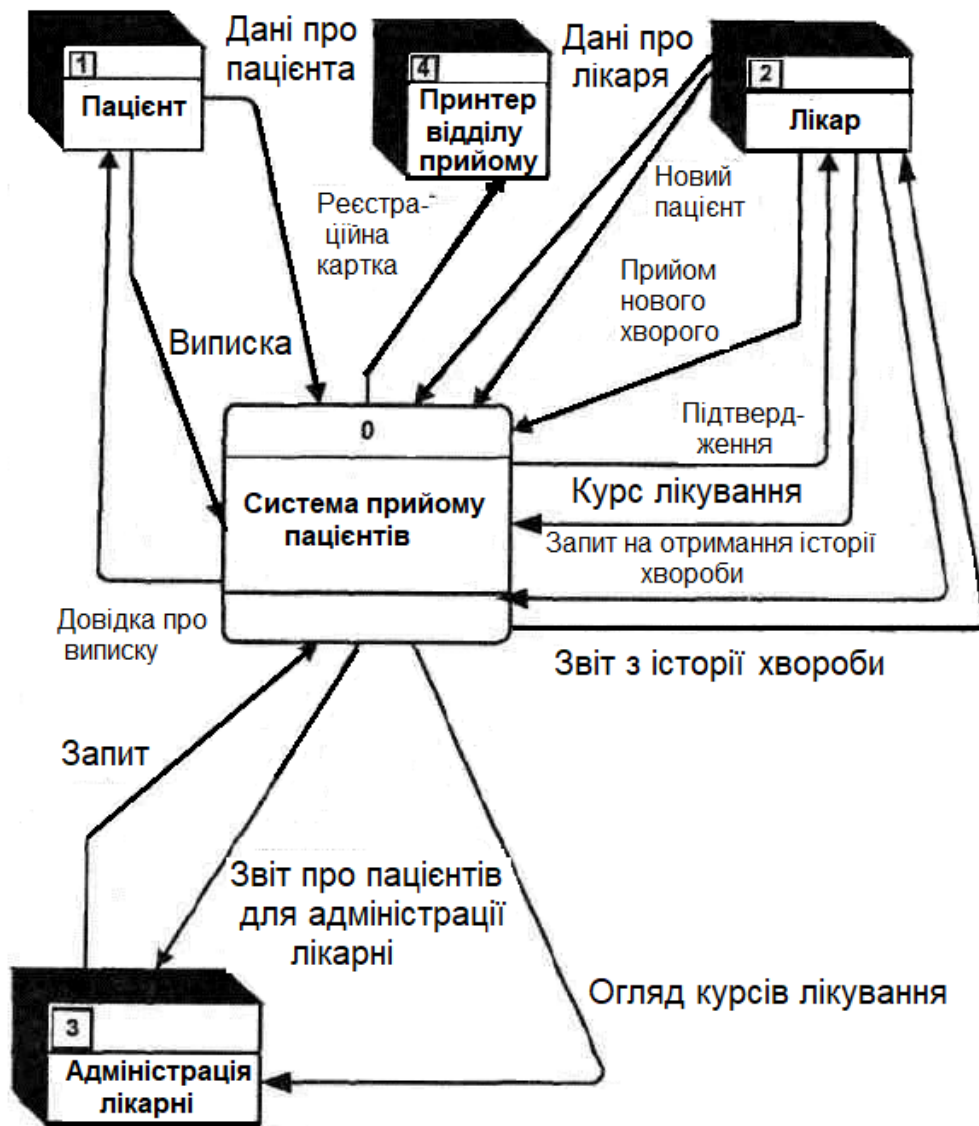 1
Пацієнт
Дані про
пацієнта
4
Принтер
відділу
прийому
Дані про
лікаря
2
Лікар
Реєстра-
ційна
картка
Новий
пацієнт
Прийом
нового
хворого
Виписка
0
Система прийому
пацієнтів
Підтверд-
ження
Курс лікування
Запит на отримання історії
хвороби
Довідка про
виписку
Звіт з історії хвороби
Запит
Звіт про пацієнтів
для адміністрації
лікарні
Огляд курсів лікування
3
Адміністрація
лікарні